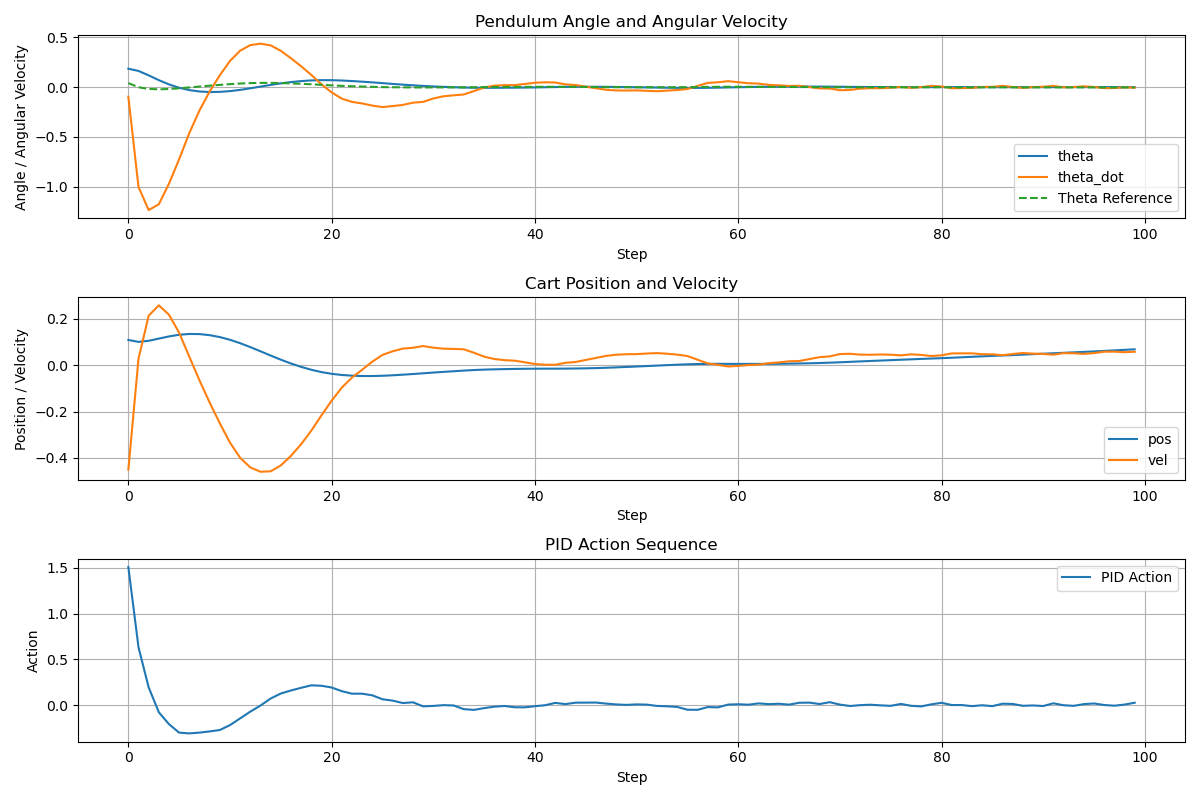 Pendulum Angle and Angular Velocity
Angle / Angular Velocity
0.5
0.0
−0.5
−1.0
theta
theta_dot
Theta Reference
0 20 40 60 80 100
Step
Cart Position and Velocity
Position / Velocity
0.2
0.0
−0.2
−0.4
pos
vel
0 20 40 60 80 100
Step
PID Action Sequence
Action
1.5
1.0
0.5
0.0
PID Action
0 20 40 60 80 100
Step